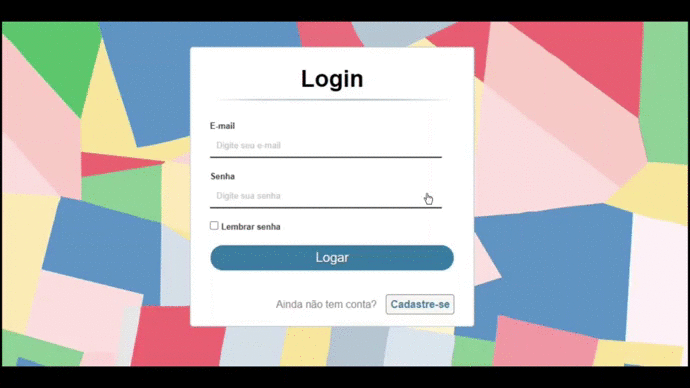 Login
E-mail
Digite seu e-mail
Senha
Digite sua senha
Lembrar senha
Logar
Ainda não tem conta? Cadastre-se